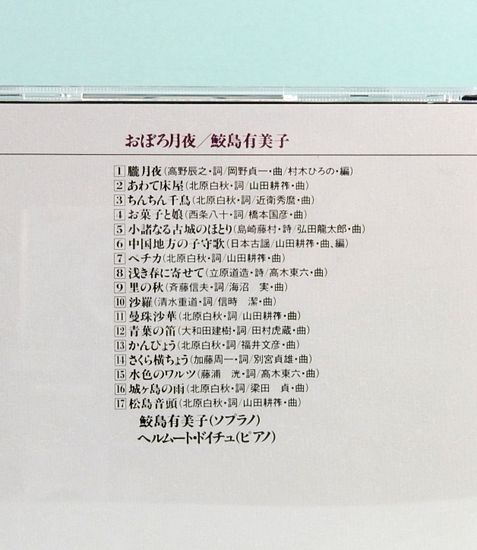 おぼろ月夜/鮫島有美子
1 朧月夜(高野辰之・詞/岡野貞一・曲/村木ひろの・編)
2 あわて床屋(北原白秋・詞/山田耕筰・曲)
3 ちんちん千鳥(北原白秋・詞/近衛秀麿・曲)
4 お菓子と娘(西条八十・詞/橋本国彦・曲)
5 小諸なる古城のほとり(島崎藤村・詩/弘田龍太郎・曲)
6 中国地方の子守歌(日本古謡/山田耕筰・曲、編)
7 ペチカ(北原白秋・詞/山田耕筰・曲)
8 浅き春に寄せて(立原道造・詩/高木東六・曲)
9 里の秋(斉藤信夫・詞/海沼 実・曲)
10 沙羅(清水重道・詞/信時 潔・曲)
11 曼珠沙華(北原白秋・詞/山田耕筰・曲)
12 青葉の笛(大和田建樹・詞/田村虎蔵・曲)
13 かんぴょう(北原白秋・詞/福井文彦・曲)
14 さくら横ちょう(加藤周一・詞/別宮貞雄・曲)
15 水色のワルツ(藤浦 洸・詞/高木東六・曲)
16 城ヶ島の雨(北原白秋・詞/梁田 貞・曲)
17 松島音頭(北原白秋・詞/山田耕筰・曲)
鮫島有美子(ソプラノ)
ヘルムート・ドイチュ(ピアノ)